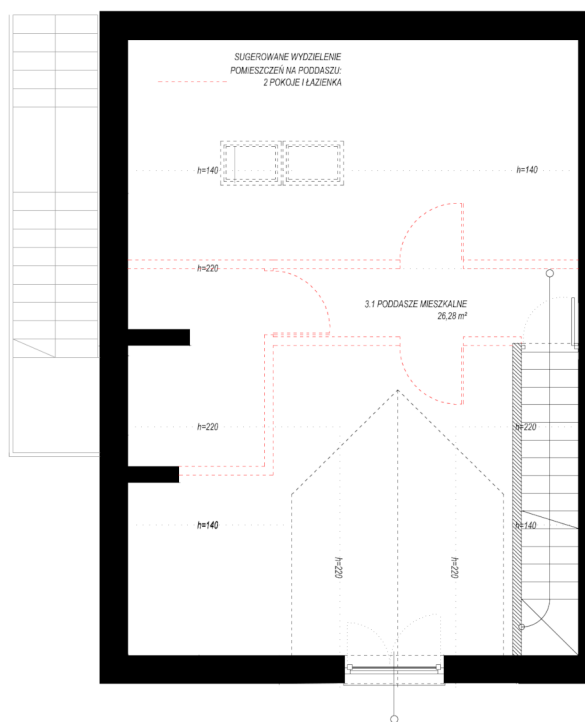 SUGEROWANE WYDZIELENIE
POMIESZCZEŃ NA PODDASZU:
2 POKOJE I ŁAZIENKA
h=140
h=140
h=220
3.1 PODDASZE MIESZKALNE
26,28 m²
h=220
h=220
h=140
h=140
h=220
h=220